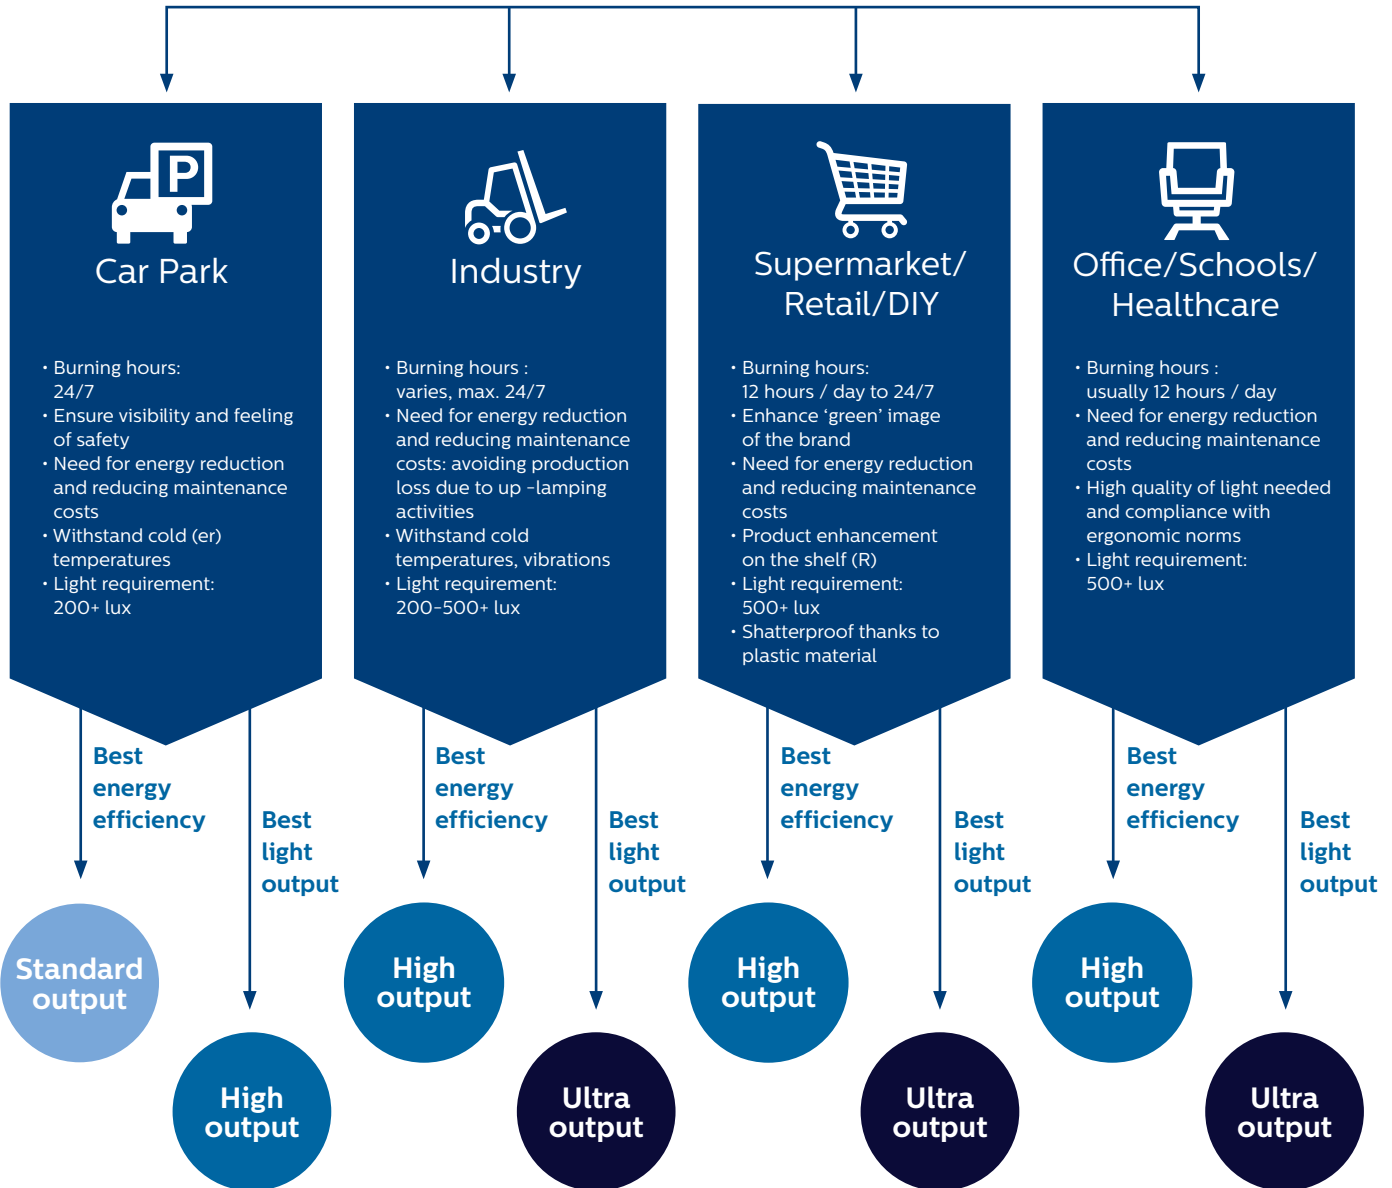 P
Car Park
• Burning hours:
24/7
• Ensure visibility and feeling
of safety
• Need for energy reduction
and reducing maintenance
costs
• Withstand cold (er)
temperatures
• Light requirement:
200+ lux
Best
energy
efficiency
Best
light
output
Standard
output
High
output
Industry
• Burning hours :
varies, max. 24/7
• Need for energy reduction
and reducing maintenance
costs: avoiding production
loss due to up -lamping
activities
• Withstand cold
temperatures, vibrations
• Light requirement:
200-500+ lux
Best
energy
efficiency
Best
light
output
High
output
Ultra
output
Supermarket/
Retail/DIY
• Burning hours:
12 hours / day to 24/7
• Enhance ‘green’ image
of the brand
• Need for energy reduction
and reducing maintenance
costs
• Product enhancement
on the shelf (R)
• Light requirement:
500+ lux
• Shatterproof thanks to
plastic material
Best
energy
efficiency
Best
light
output
High
output
Ultra
output
Office/Schools/
Healthcare
• Burning hours :
usually 12 hours / day
• Need for energy reduction
and reducing maintenance
costs
• High quality of light needed
and compliance with
ergonomic norms
• Light requirement:
500+ lux
Best
energy
efficiency
Best
light
output
High
output
Ultra
output